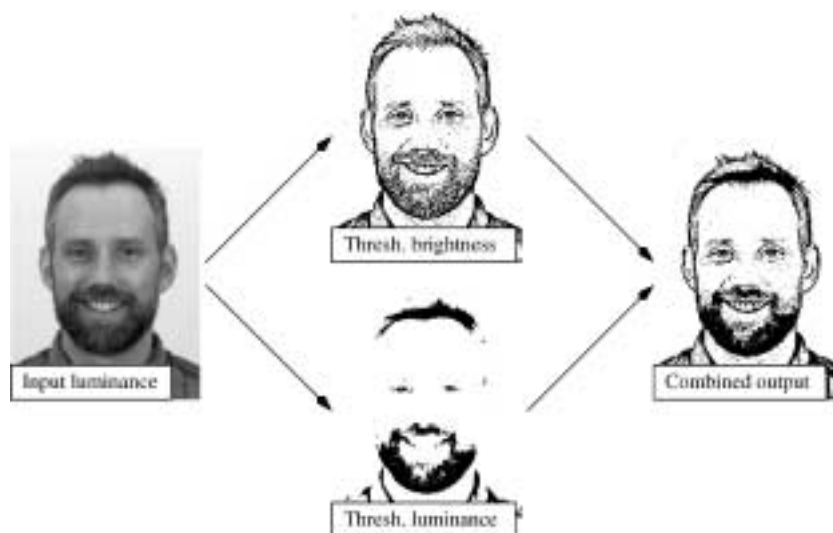 Thresh. brightness
Input luminance
Combined output
Thresh. luminance